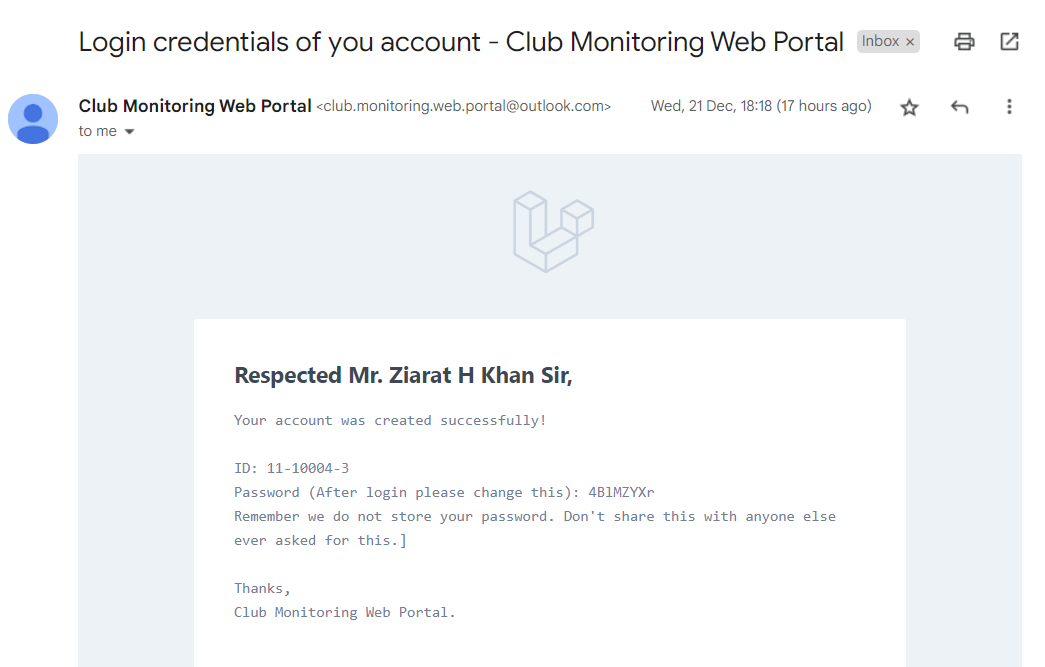 Login credentials of you account - Club Monitoring Web Portal Inbox ×
Club Monitoring Web Portal <club.monitoring.web.portal@outlook.com> Wed, 21 Dec, 18:18 (17 hours ago)
to me
Respected Mr. Ziarat H Khan Sir,
Your account was created successfully!
ID: 11-10004-3
Password (After login please change this): 4BlMZYXr
Remember we do not store your password. Don't share this with anyone else
ever asked for this.]
Thanks,
Club Monitoring Web Portal.